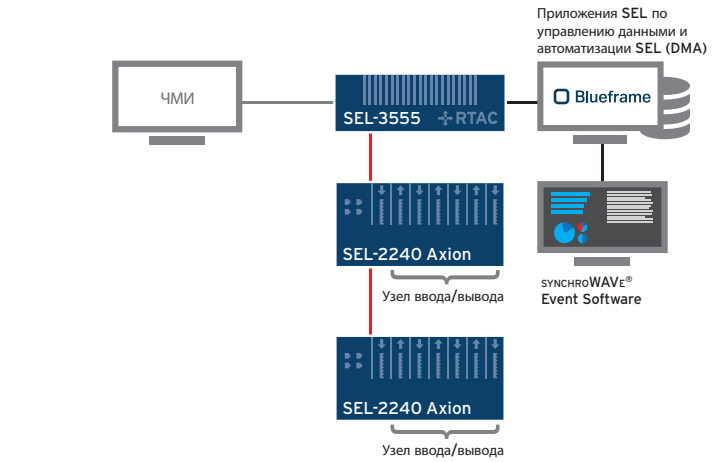 Приложения SEL по
управлению данными и
автоматизации SEL (DMA)
ЧМИ
SEL-3555 RTAC
Blueframe
SEL-2240 Axion
Узел ввода/вывода
SYNCHROWAVE®
Event Software
SEL-2240 Axion
Узел ввода/вывода